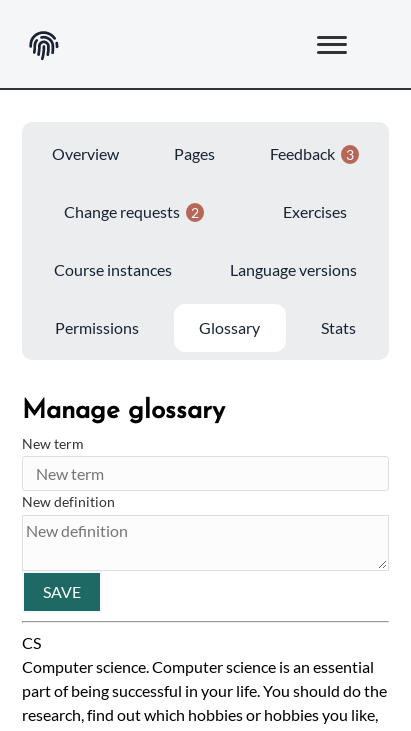 Overview Pages Feedback 3
Change requests 2 Exercises
Course instances Language versions
Permissions Glossary Stats
Manage glossary
New term
New term
New definition
New definition
SAVE
CS
Computer science. Computer science is an essential
part of being successful in your life. You should do the
research, find out which hobbies or hobbies you like,